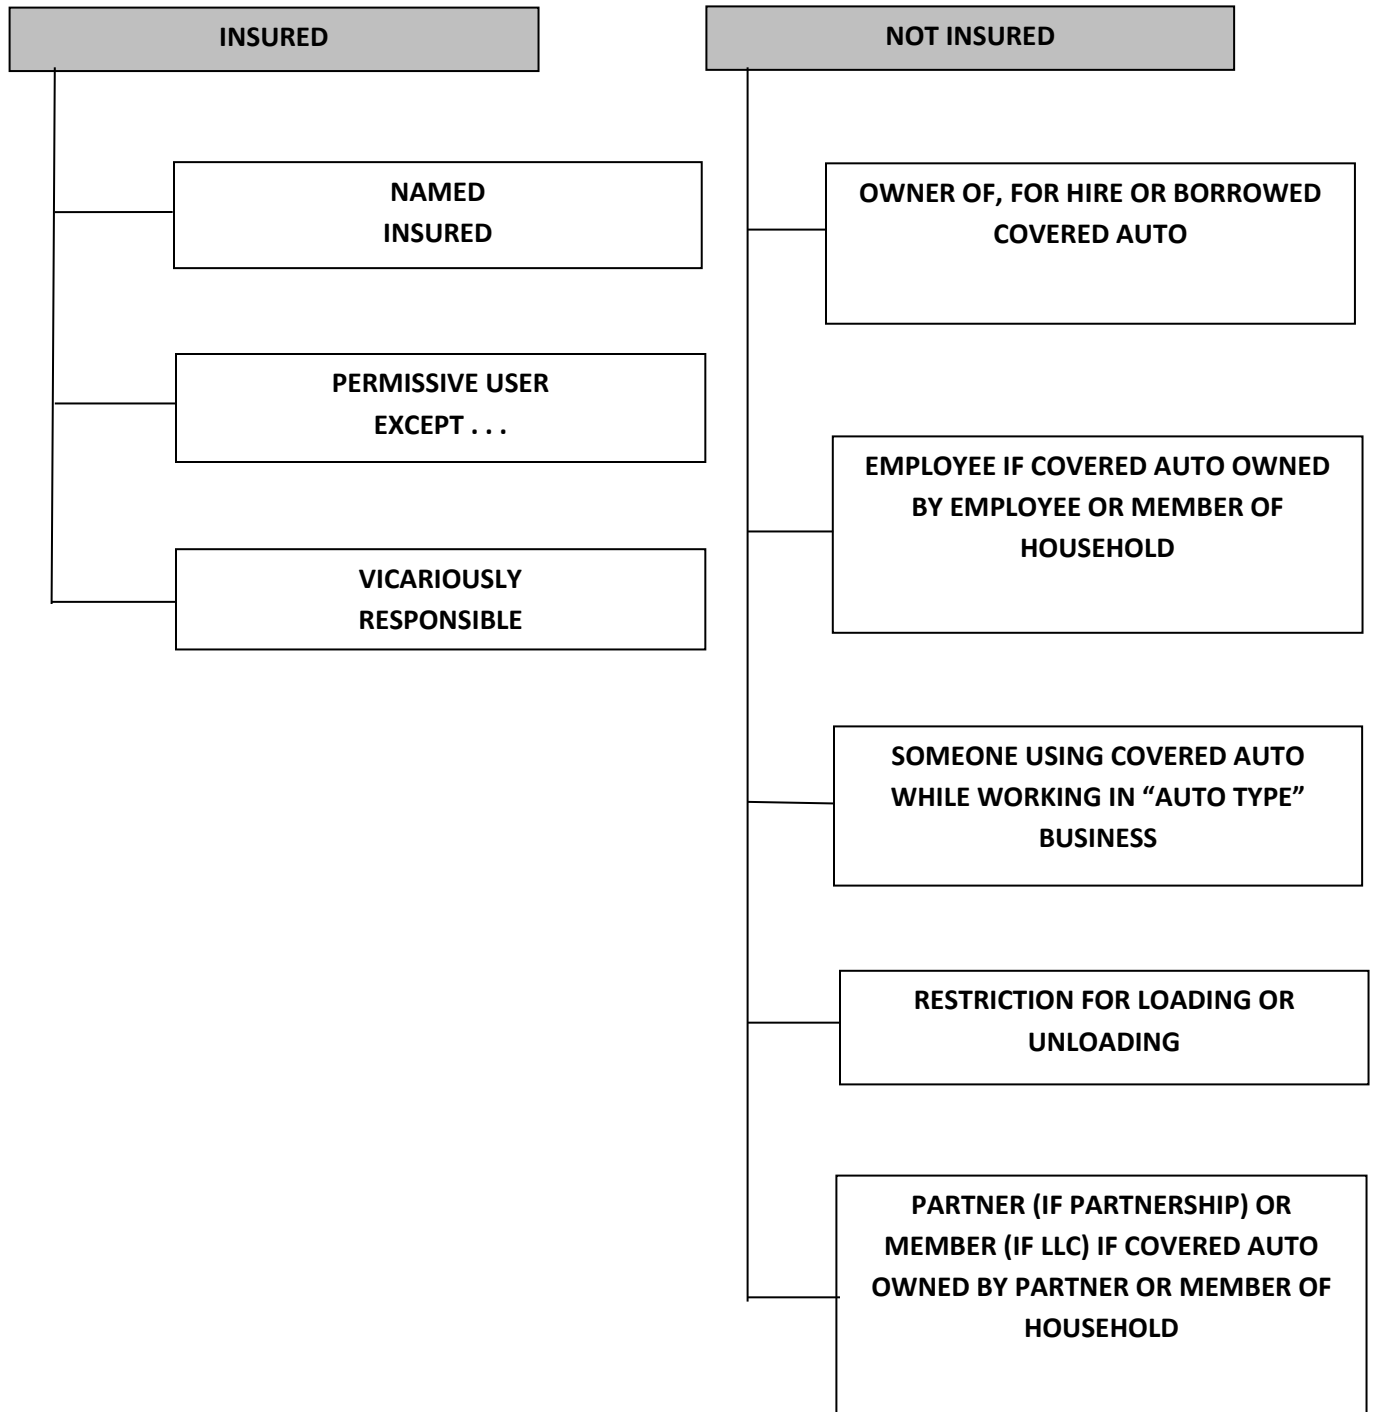 INSURED
NAMED
INSURED
PERMISSIVE USER
EXCEPT . . .
VICARIOUSLY
RESPONSIBLE
NOT INSURED
OWNER OF, FOR HIRE OR BORROWED
COVERED AUTO
EMPLOYEE IF COVERED AUTO OWNED
BY EMPLOYEE OR MEMBER OF
HOUSEHOLD
SOMEONE USING COVERED AUTO
WHILE WORKING IN “AUTO TYPE”
BUSINESS
RESTRICTION FOR LOADING OR
UNLOADING
PARTNER (IF PARTNERSHIP) OR
MEMBER (IF LLC) IF COVERED AUTO
OWNED BY PARTNER OR MEMBER OF
HOUSEHOLD